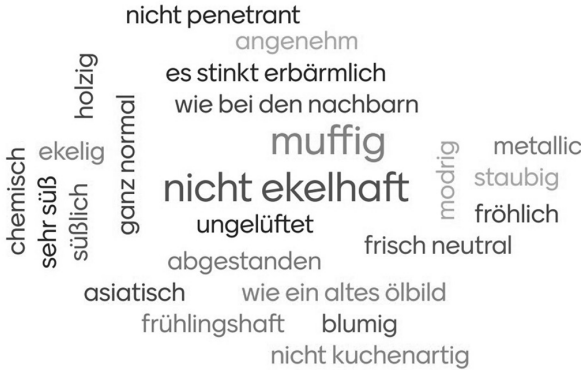 nicht penetrant
angenehm
es stinkt erbärmlich
holzig
wie bei den nachbarn
ganz normal
muffig
metallic
ekelig
modrig
chemisch
sehr süß
süßlich
nicht ekelhaft
staubig
fröhlich
ungelüftet
frisch neutral
abgestanden
asiatisch
wie ein altes ölbild
frühlingshaft
blumig
nicht kuchenartig